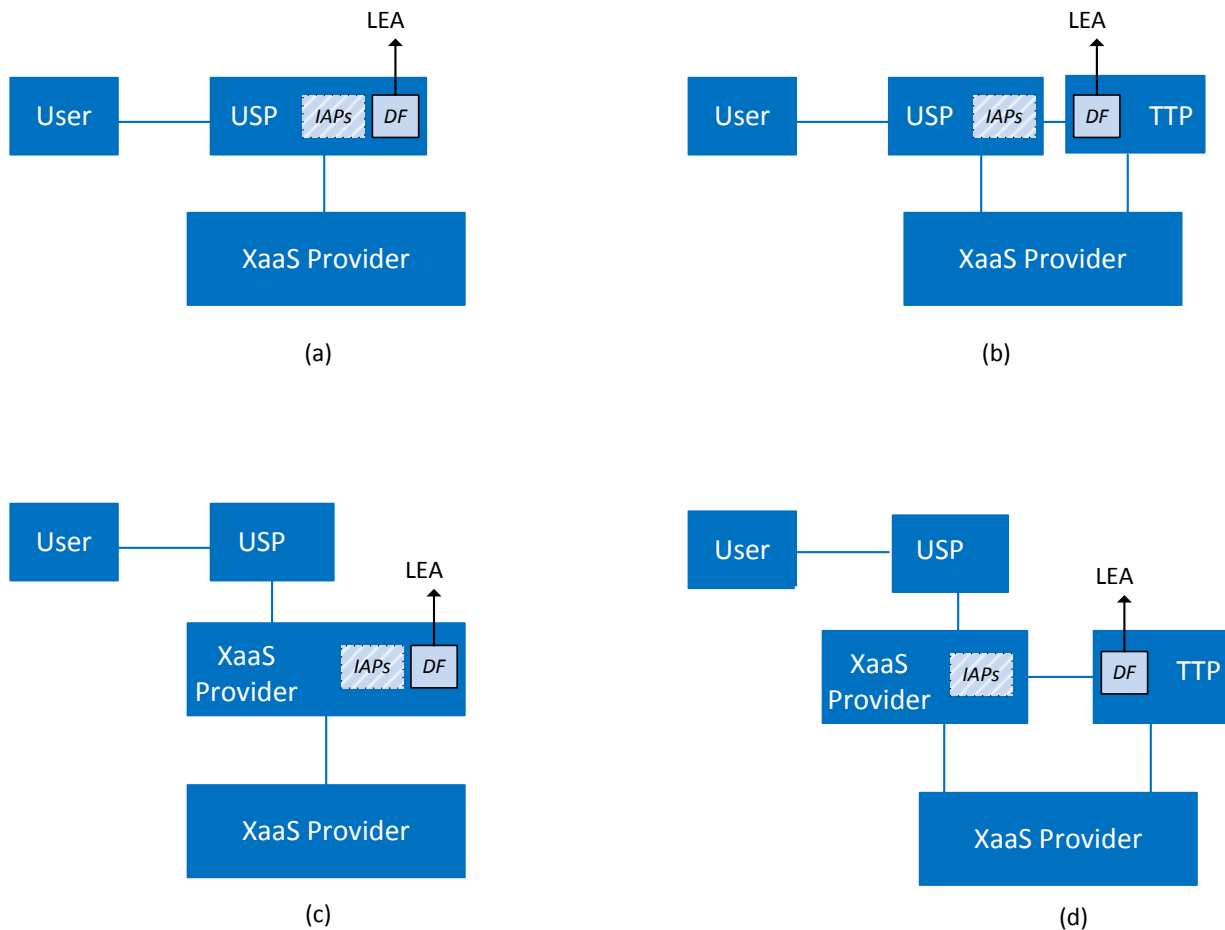 LEA
User
USP
IAPs
DF
XaaS Provider
(a)
LEA
User
USP
IAPs
DF
TTP
XaaS Provider
(b)
User
USP
LEA
XaaS
Provider
IAPs
DF
XaaS Provider
(c)
User
USP
LEA
XaaS
Provider
IAPs
DF
TTP
XaaS Provider
(d)